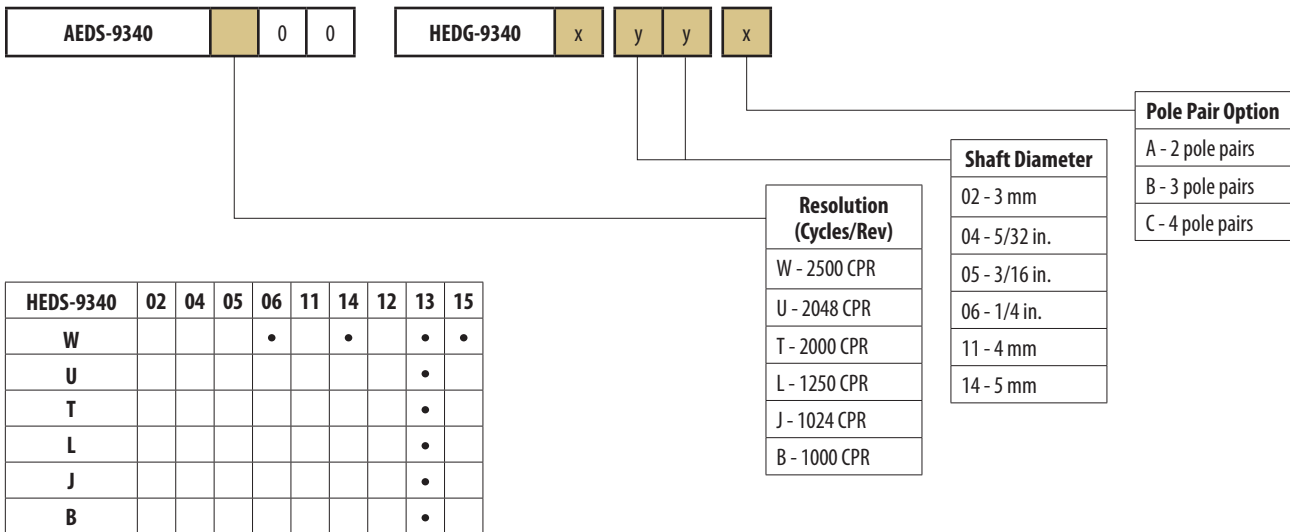 AEDS-9340 0 0 HEDG-9340 x y y x
Pole Pair Option
A - 2 pole pairs
B - 3 pole pairs
C - 4 pole pairs
Shaft Diameter
02 - 3 mm
04 - 5/32 in.
05 - 3/16 in.
06 - 1/4 in.
11 - 4 mm
14 - 5 mm
Resolution
(Cycles/Rev)
W - 2500 CPR
U - 2048 CPR
T - 2000 CPR
L - 1250 CPR
J - 1024 CPR
B - 1000 CPR
HEDS-9340 02 04 05 06 11 14 12 13 15
W • • • •
U •
T •
L •
J •
B •